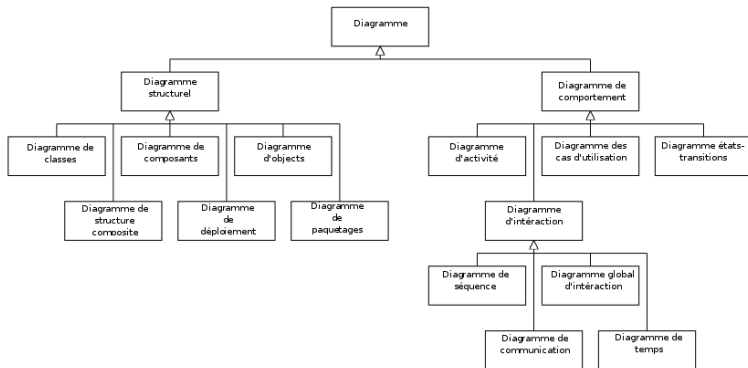 Diagramme
Diagramme
structurel
Diagramme de
comportement
Diagramme de
classes
Diagramme de
composants
Diagramme
d'objects
Diagramme
d'activité
Diagramme des
cas d'utilisation
Diagramme états-
transitions
Diagramme de
structure
composite
Diagramme
de
déploiement
Diagramme
de
paquetages
Diagramme
d'intéraction
Diagramme de
séquence
Diagramme global
d'intéraction
Diagramme de
communication
Diagramme de
temps